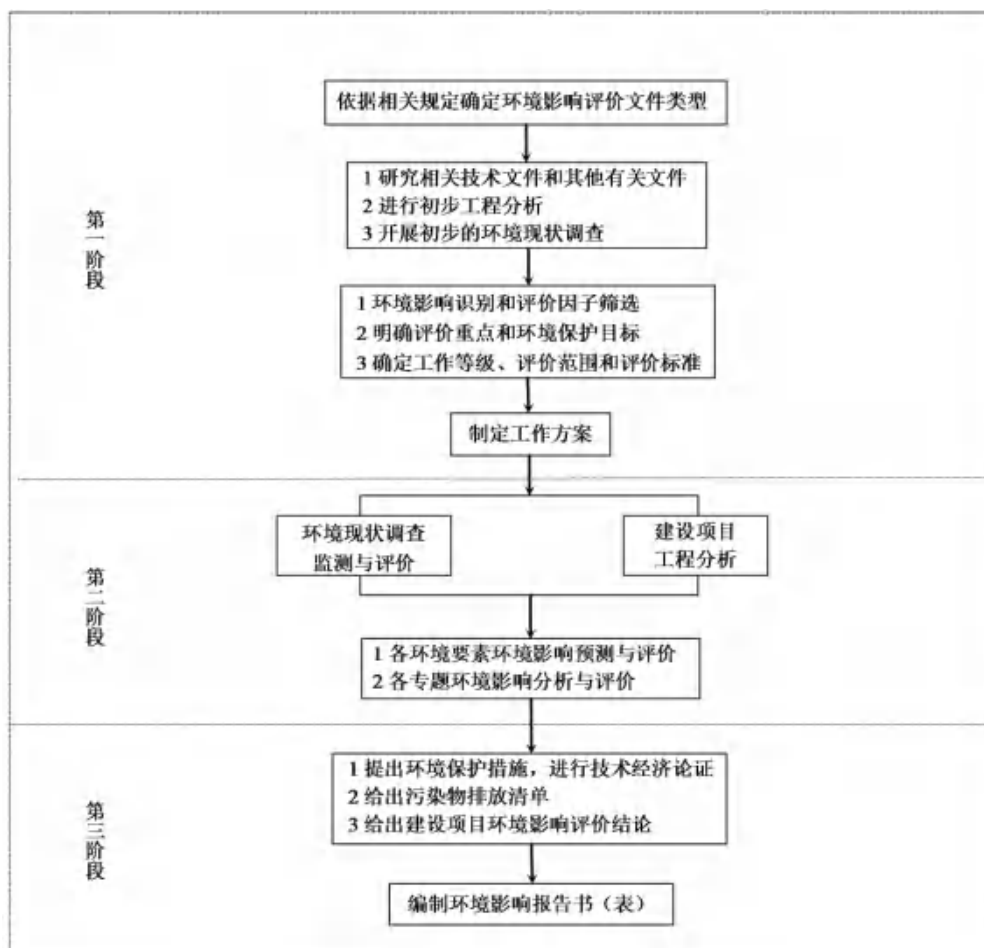 依据相关规定确定环境影响评价文件类型
1 研究相关技术文件和其他有关文件
2 进行初步工程分析
3 开展初步的环境现状调查
第一阶段
1 环境影响识别和评价因子筛选
2 明确评价重点和环境保护目标
3 确定工作等级、评价范围和评价标准
制定工作方案
环境现状调查
监测与评价
建设项目
工程分析
第二阶段
1 各环境要素环境影响预测与评价
2 各专题环境影响分析与评价
1 提出环境保护措施，进行技术经济论证
2 给出污染物排放清单
3 给出建设项目环境影响评价结论
第三阶段
编制环境影响报告书（表）